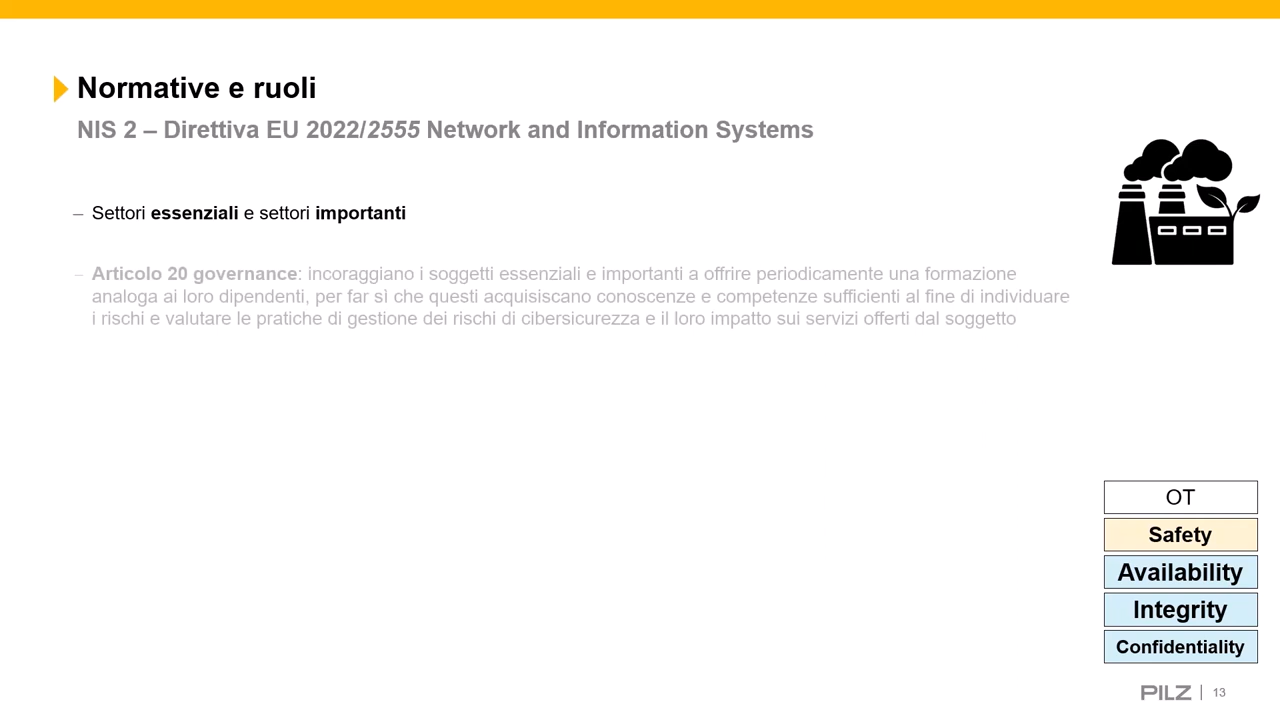 Normative e ruoli
NIS 2 – Direttiva EU 2022/2555 Network and Information Systems
– Settori essenziali e settori importanti
– Articolo 20 governance: incoraggiano i soggetti essenziali e importanti a offrire periodicamente una formazione
analoga ai loro dipendenti, per far sì che questi acquisiscano conoscenze e competenze sufficienti al fine di individuare
i rischi e valutare le pratiche di gestione dei rischi di cibersicurezza e il loro impatto sui servizi offerti dal soggetto
OT
Safety
Availability
Integrity
Confidentiality
PILZ | 13